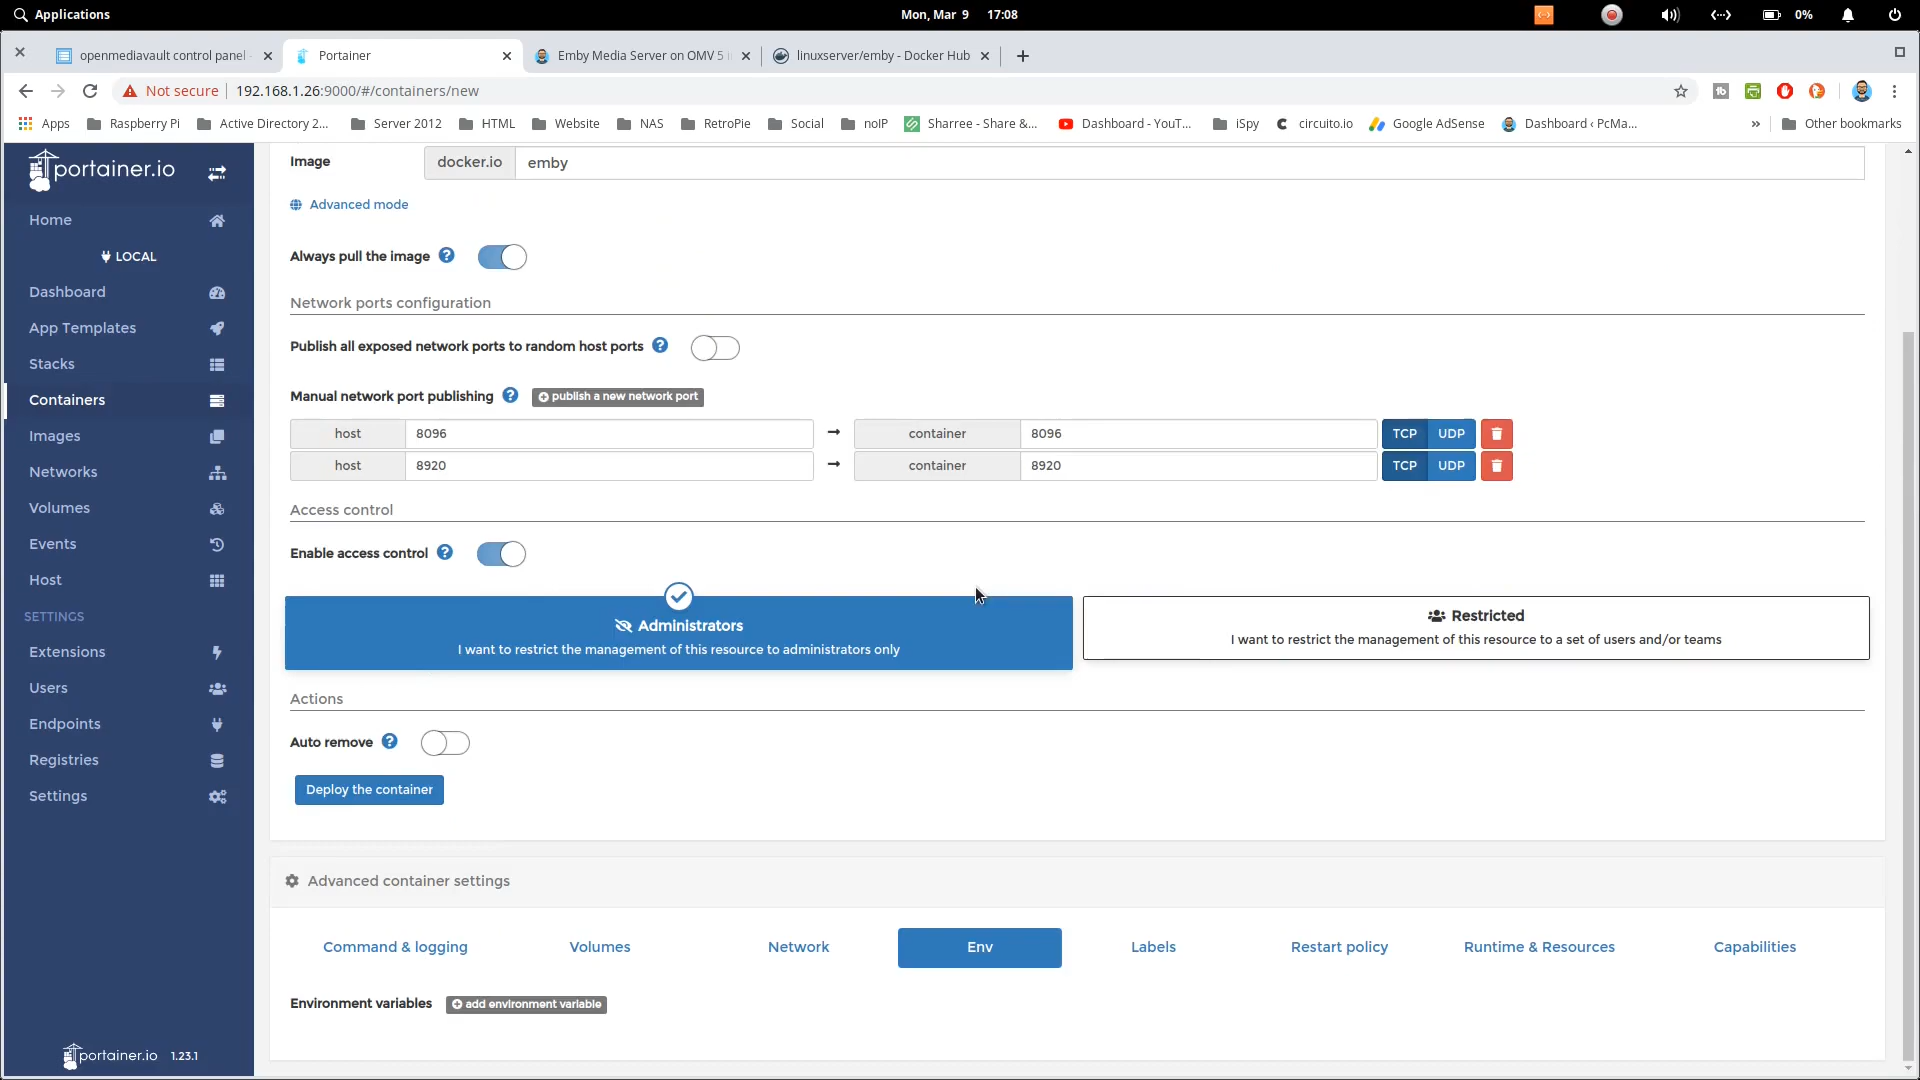 Applications
Mon, Mar 9 17:08
0%
openmediavault control panel -
Portainer
Emby Media Server on OMV 5 i
linuxserver/emby - Docker Hub
Not secure
192.168.1.26:9000/#/containers/new
Apps
Raspberry Pi
Active Directory 2...
Server 2012
HTML
Website
NAS
RetroPie
Social
noIP
Sharree - Share &...
Dashboard - YouT...
iSpy
circuito.io
Google AdSense
Dashboard ‹ PcMa...
»
Other bookmarks
portainer.io
Home
LOCAL
Dashboard
App Templates
Stacks
Containers
Images
Networks
Volumes
Events
Host
SETTINGS
Extensions
Users
Endpoints
Registries
Settings
portainer.io 1.23.1
Image docker.io emby
Advanced mode
Always pull the image
Network ports configuration
Publish all exposed network ports to random host ports
Manual network port publishing publish a new network port
host 8096 → container 8096 TCP UDP
host 8920 → container 8920 TCP UDP
Access control
Enable access control
Administrators
I want to restrict the management of this resource to administrators only
Restricted
I want to restrict the management of this resource to a set of users and/or teams
Actions
Auto remove
Deploy the container
Advanced container settings
Command & logging
Volumes
Network
Env
Labels
Restart policy
Runtime & Resources
Capabilities
Environment variables add environment variable